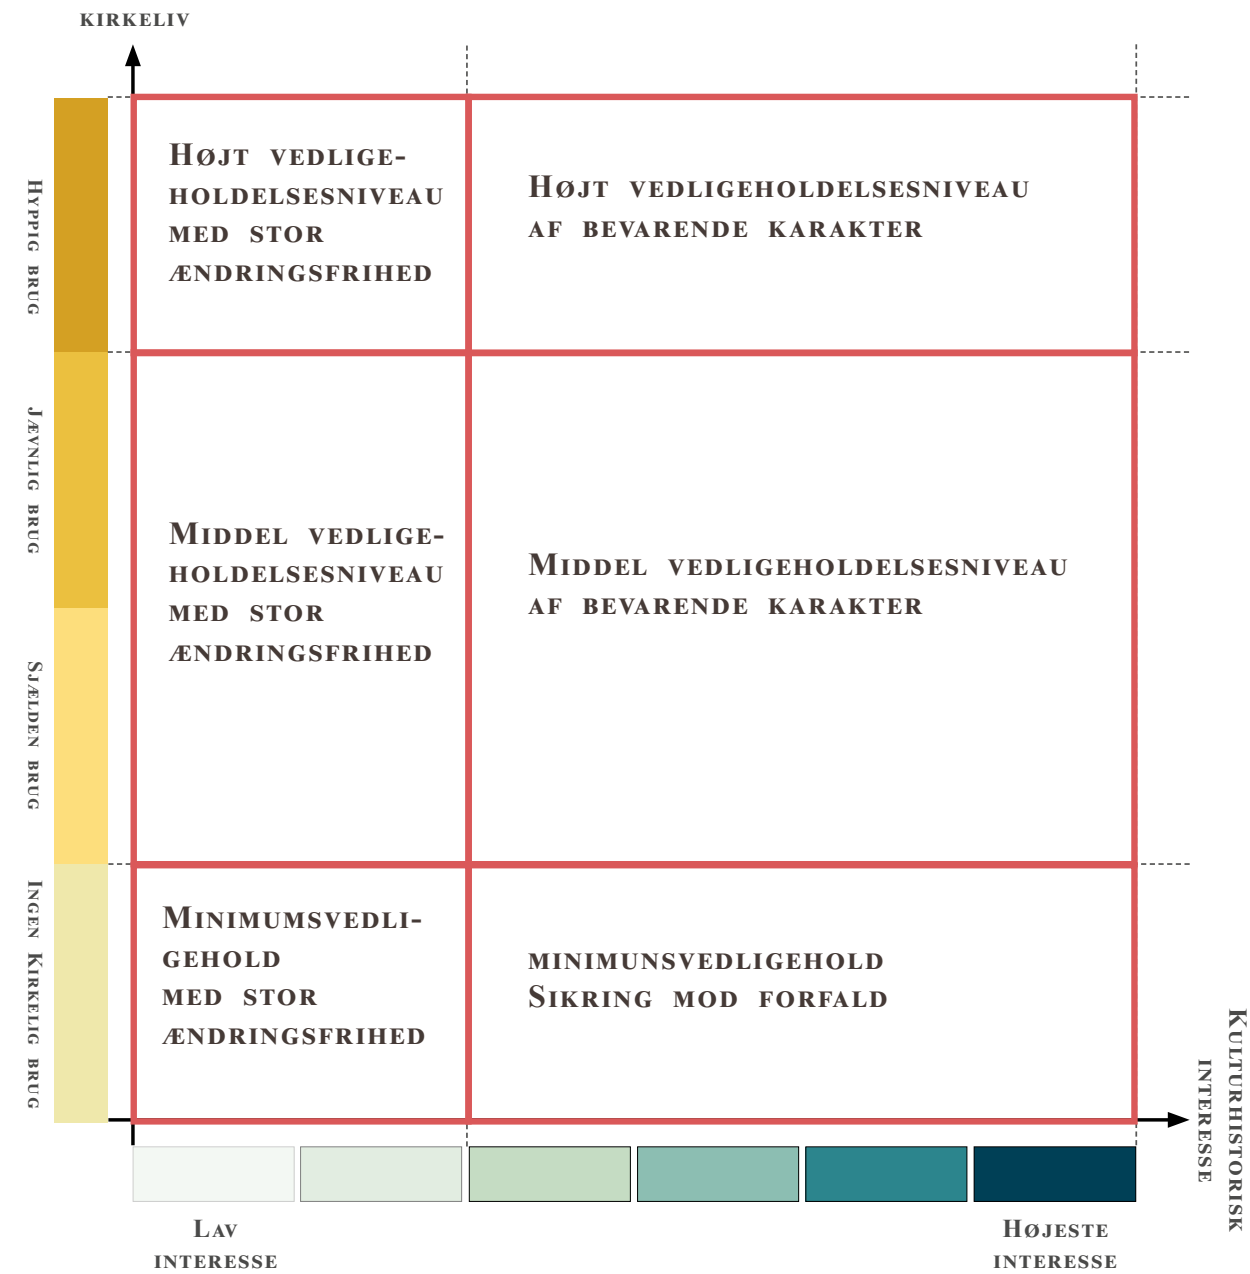 KIRKELIV
HYPPIG BRUG
JÆVNLIG BRUG
SJÆLDEN BRUG
INGEN KIRKELIG BRUG
HØJT VEDLIGE-
HOLDELSESNIVEAU
MED STOR
ÆNDRINGSFRIHED
HØJT VEDLIGEHOLDELSESNIVEAU
AF BEVARENDE KARAKTER
MIDDEL VEDLIGE-
HOLDELSESNIVEAU
MED STOR
ÆNDRINGSFRIHED
MIDDEL VEDLIGEHOLDELSESNIVEAU
AF BEVARENDE KARAKTER
MINIMUMSVEDLI-
GEHOLD
MED STOR
ÆNDRINGSFRIHED
MINIMUNSVEDLIGEHOLD
SIKRING MOD FORFALD
KULTURHISTORISK
INTERESSE
LAV
INTERESSE
HØJESTE
INTERESSE